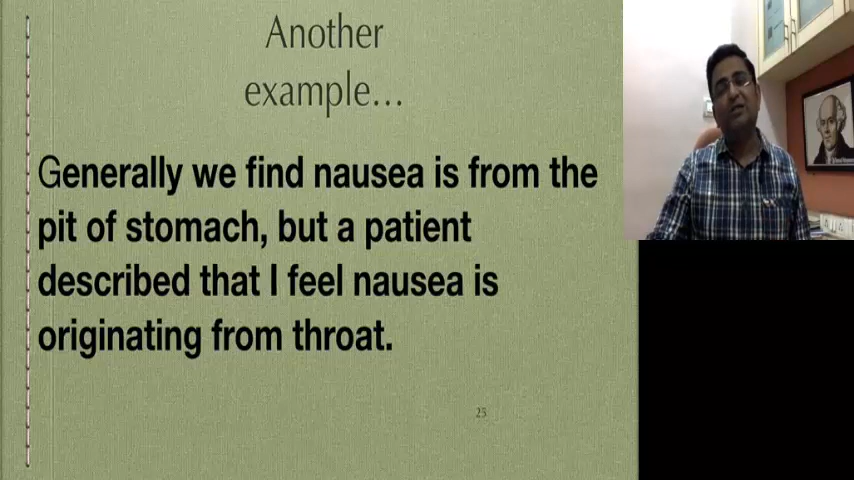 Another
example...
Generally we find nausea is from the
pit of stomach, but a patient
described that I feel nausea is
originating from throat.
25